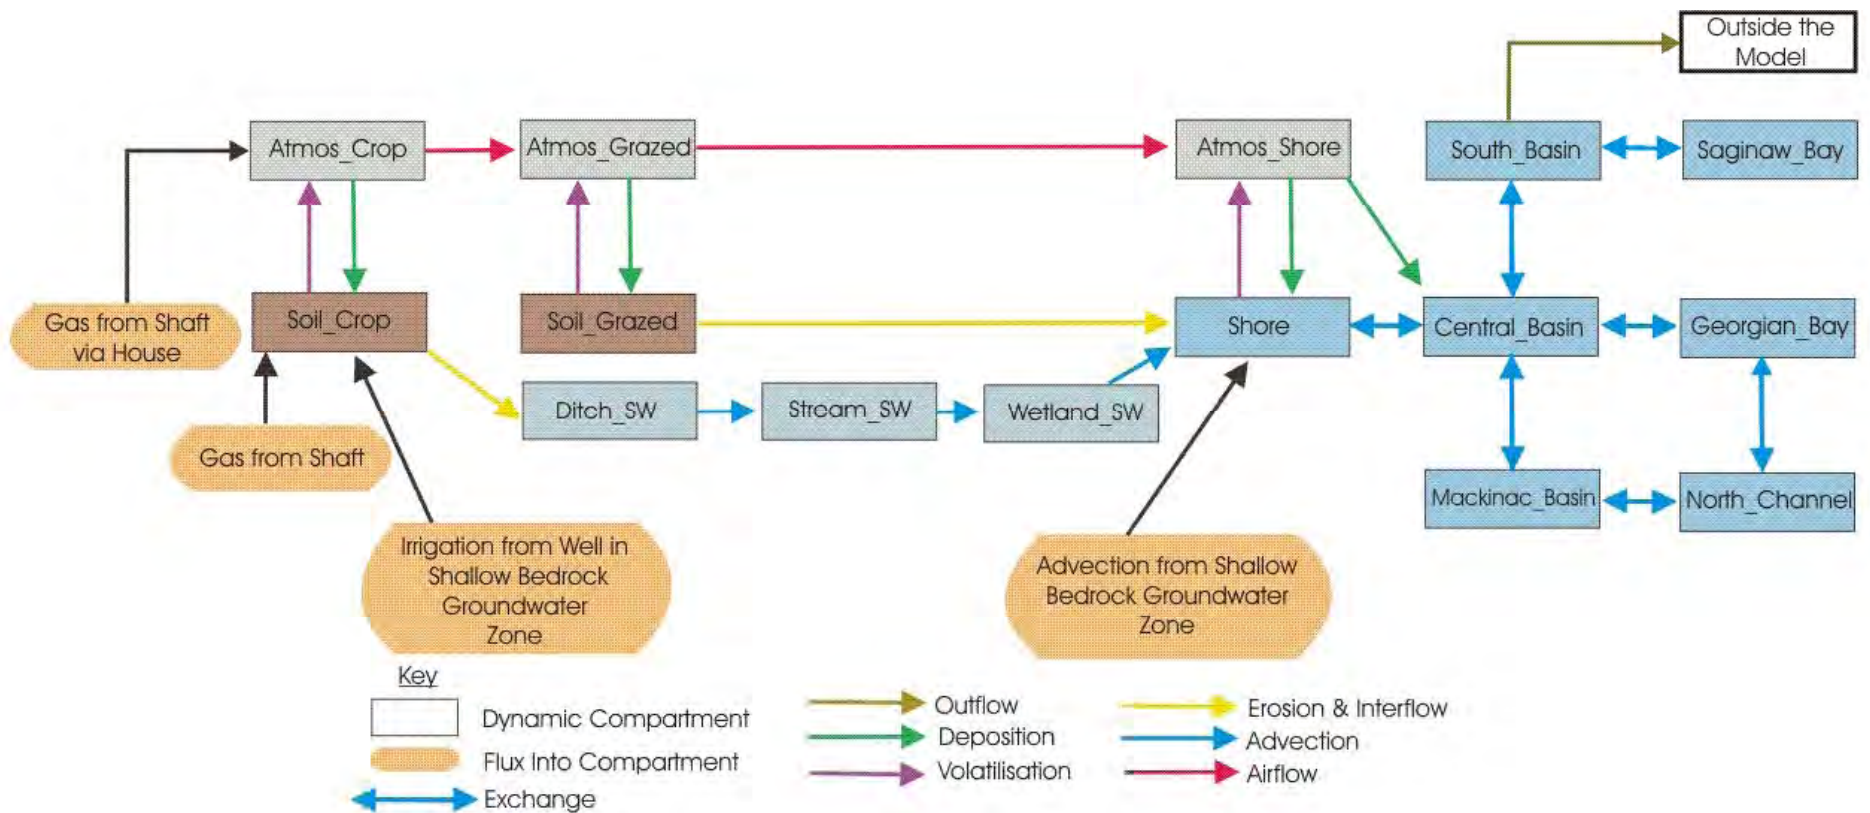 Outside the
Model
Atmos_Crop
Atmos_Grazed
Atmos_Shore
South_Basin
Saginaw_Bay
Gas from Shaft
via House
Soil_Crop
Soil_Grazed
Shore
Central_Basin
Georgian_Bay
Ditch_SW
Stream_SW
Wetland_SW
Gas from Shaft
Mackinac_Basin
North_Channel
Irrigation from Well in
Shallow Bedrock
Groundwater
Zone
Advection from Shallow
Bedrock Groundwater
Zone
Key
Dynamic Compartment
Flux Into Compartment
Exchange
Outflow
Deposition
Volatilisation
Erosion & Interflow
Advection
Airflow